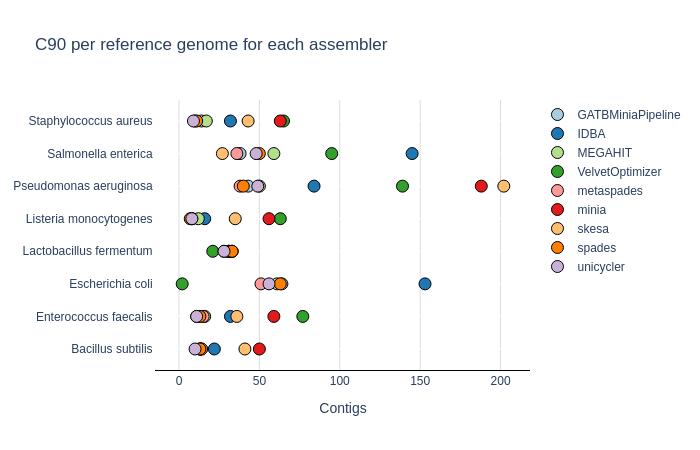 C90 per reference genome for each assembler
Staphylococcus aureus
Salmonella enterica
Pseudomonas aeruginosa
Listeria monocytogenes
Lactobacillus fermentum
Escherichia coli
Enterococcus faecalis
Bacillus subtilis
0 50 100 150 200
Contigs
GATBMiniaPipeline
IDBA
MEGAHIT
VelvetOptimizer
metaspades
minia
skesa
spades
unicycler